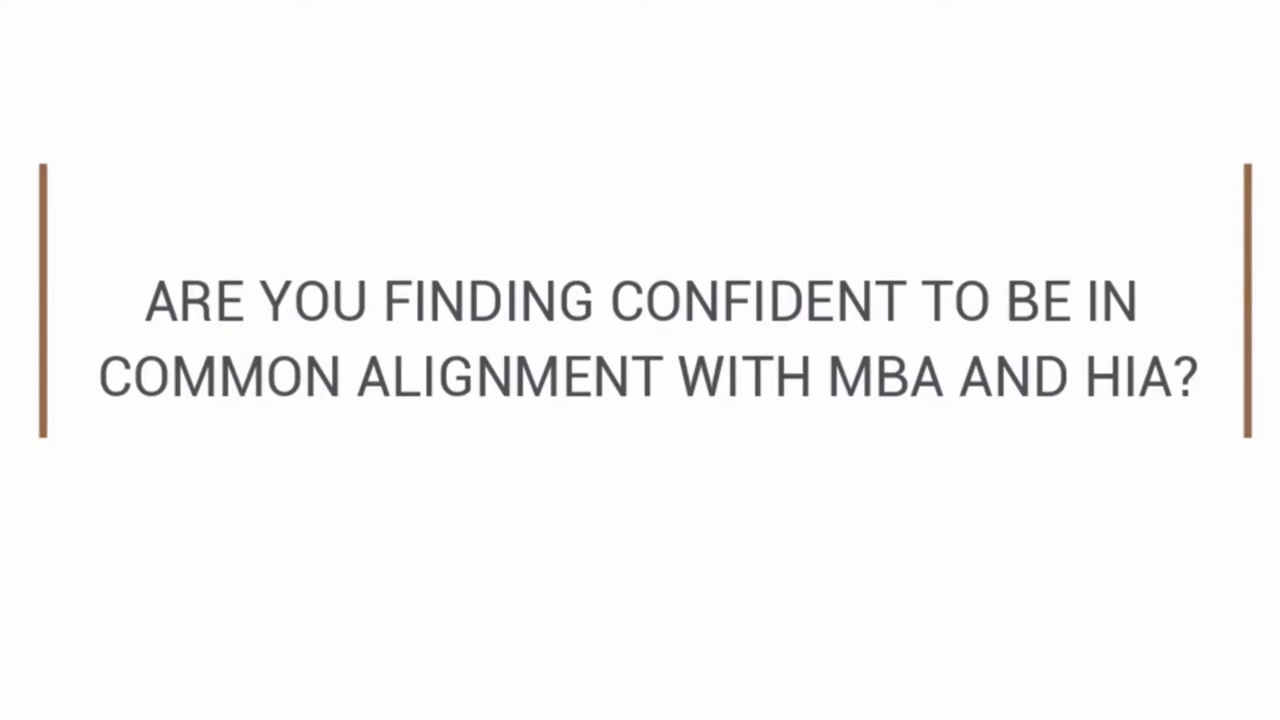 ARE YOU FINDING CONFIDENT TO BE IN
COMMON ALIGNMENT WITH MBA AND HIA?